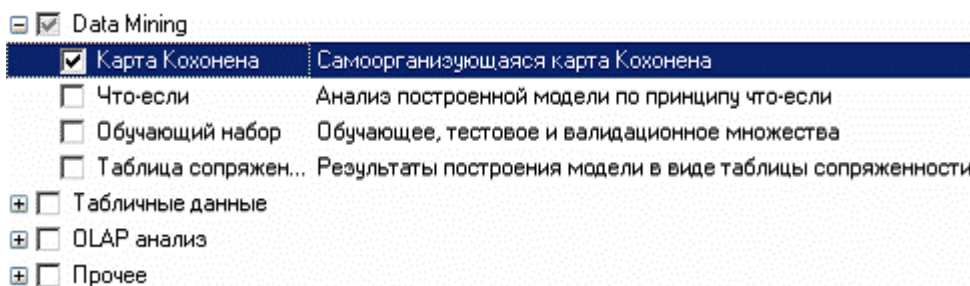 Data Mining
Карта Кохонена Самоорганизующаяся карта Кохонена
Что-если Анализ построенной модели по принципу что-если
Обучающий набор Обучающее, тестовое и валидационное множества
Таблица сопряжен... Результаты построения модели в виде таблицы сопряженности
Табличные данные
OLAP анализ
Прочее